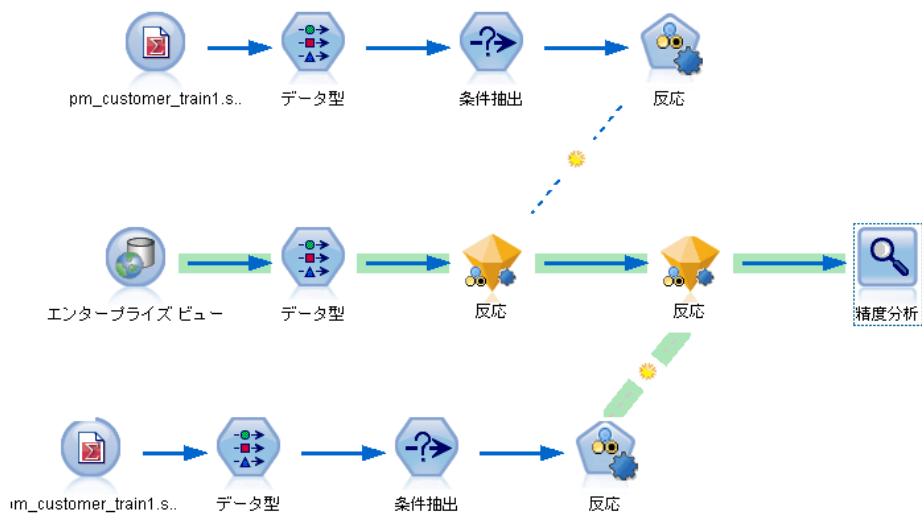 pm_customer_train1.s..
データ型
条件抽出
反応
エンタープライズ ビュー
データ型
反応
反応
精度分析
m_customer_train1.s..
データ型
条件抽出
反応